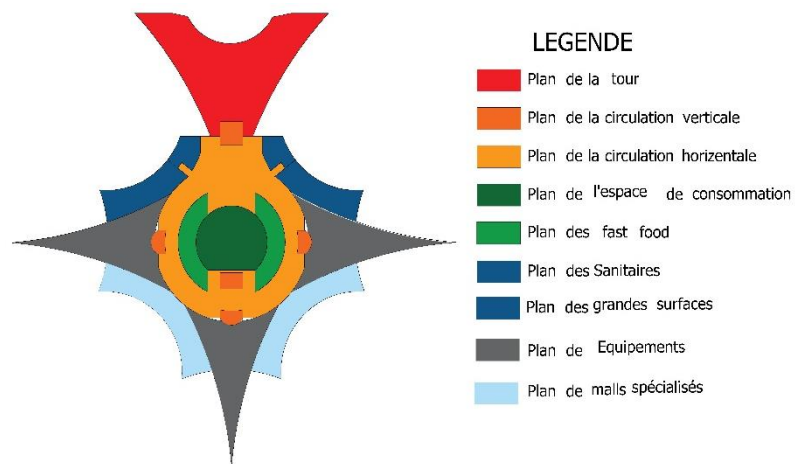 LEGENDE
Plan de la tour
Plan de la circulation verticale
Plan de la circulation horizentale
Plan de l'espace de consommation
Plan des fast food
Plan des Sanitaires
Plan des grandes surfaces
Plan de Equipements
Plan de malls spécialisés